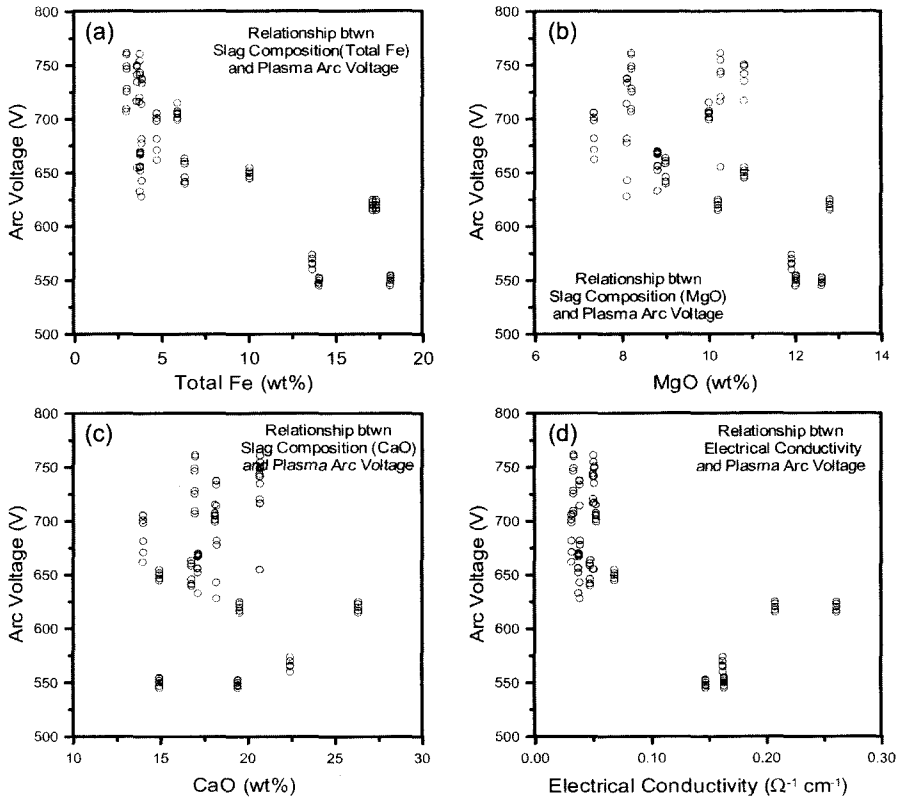 (a)
Relationship btwn
Slag Composition(Total Fe)
and Plasma Arc Voltage
Arc Voltage (V)
800
750
700
650
600
550
500
0
5
10
15
20
Total Fe (wt%)
(b)
Relationship btwn
Slag Composition (MgO)
and Plasma Arc Voltage
Arc Voltage (V)
800
750
700
650
600
550
500
6
8
10
12
14
MgO (wt%)
(c)
Relationship btwn
Slag Composition (CaO)
and Plasma Arc Voltage
Arc Voltage (V)
800
750
700
650
600
550
500
10
15
20
25
30
CaO (wt%)
(d)
Relationship btwn
Electrical Conductivity
and Plasma Arc Voltage
Arc Voltage (V)
800
750
700
650
600
550
500
0.00
0.10
0.20
0.30
Electrical Conductivity (Ω⁻¹ cm⁻¹)